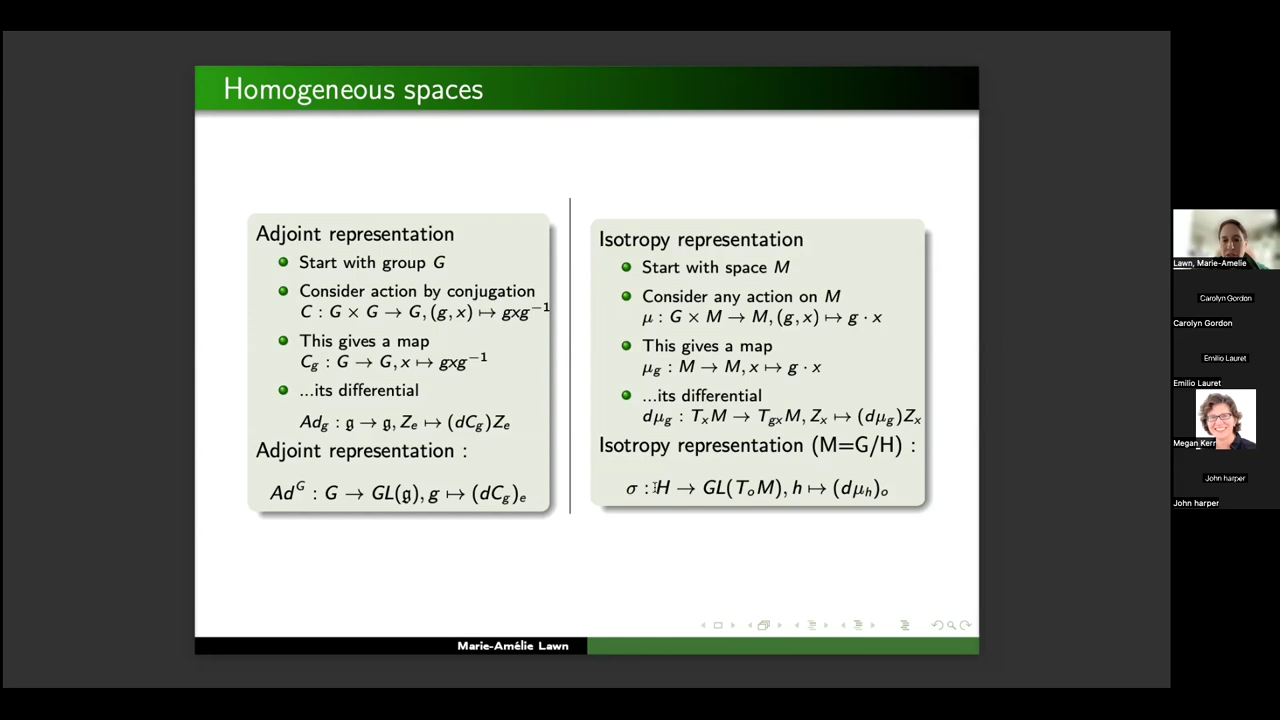 Homogeneous spaces
Adjoint representation
Start with group G
Consider action by conjugation
C : G × G → G, (g, x) ↦ gxg⁻¹
This gives a map
C_g : G → G, x ↦ gxg⁻¹
...its differential
Ad_g : 𝔤 → 𝔤, Z_e ↦ (dC_g)Z_e
Adjoint representation :
Ad^G : G → GL(𝔤), g ↦ (dC_g)_e
Isotropy representation
Start with space M
Consider any action on M
μ : G × M → M, (g, x) ↦ g · x
This gives a map
μ_g : M → M, x ↦ g · x
...its differential
dμ_g : T_xM → T_{gx}M, Z_x ↦ (dμ_g)Z_x
Isotropy representation (M=G/H) :
σ : H → GL(T_oM), h ↦ (dμ_h)_o
Marie-Amélie Lawn
Lawn, Marie-Amelie
Carolyn Gordon
Carolyn Gordon
Emilio Lauret
Emilio Lauret
Megan Kerr
John harper
John harper